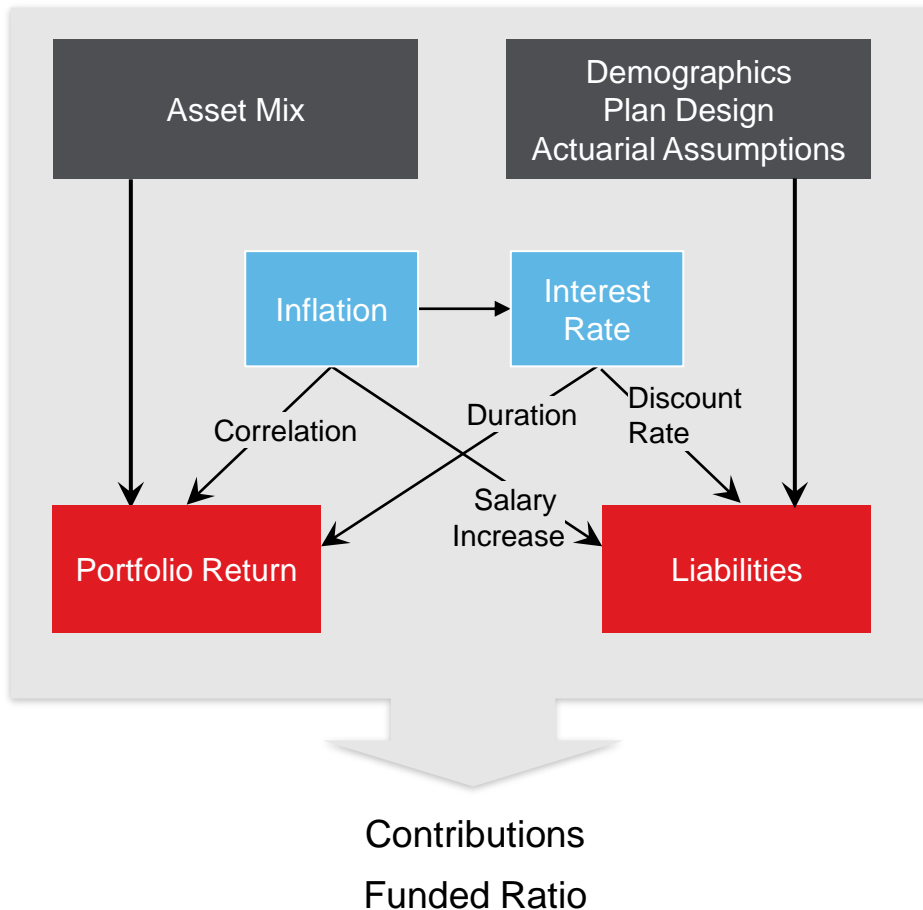 Asset Mix
Demographics
Plan Design
Actuarial Assumptions
Inflation
Interest
Rate
Correlation
Duration
Discount
Rate
Salary
Increase
Portfolio Return
Liabilities
Contributions
Funded Ratio